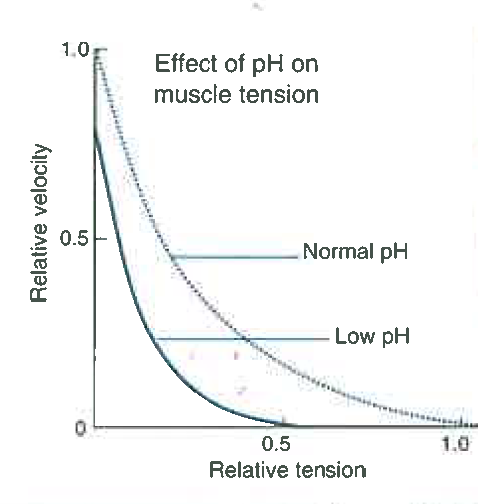 1.0
Effect of pH on
muscle tension
Relative velocity
0.5
Normal pH
Low pH
0
0.5
1.0
Relative tension